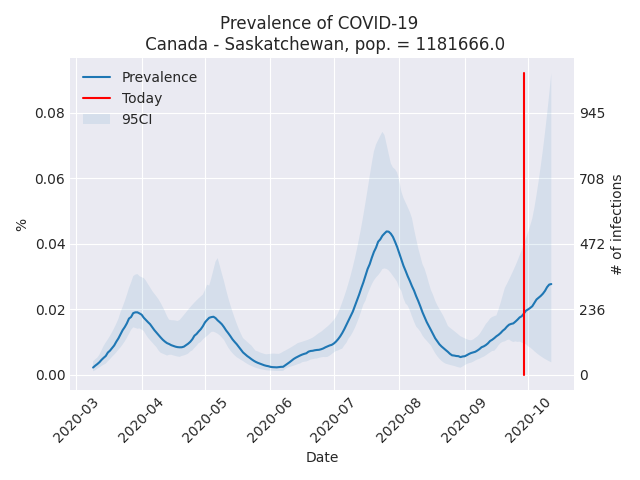 Prevalence of COVID-19
Canada - Saskatchewan, pop. = 1181666.0
Prevalence
Today
95CI
0.08
0.06
0.04
0.02
0.00
%
945
708
472
236
0
# of infections
2020-03
2020-04
2020-05
2020-06
2020-07
2020-08
2020-09
2020-10
Date